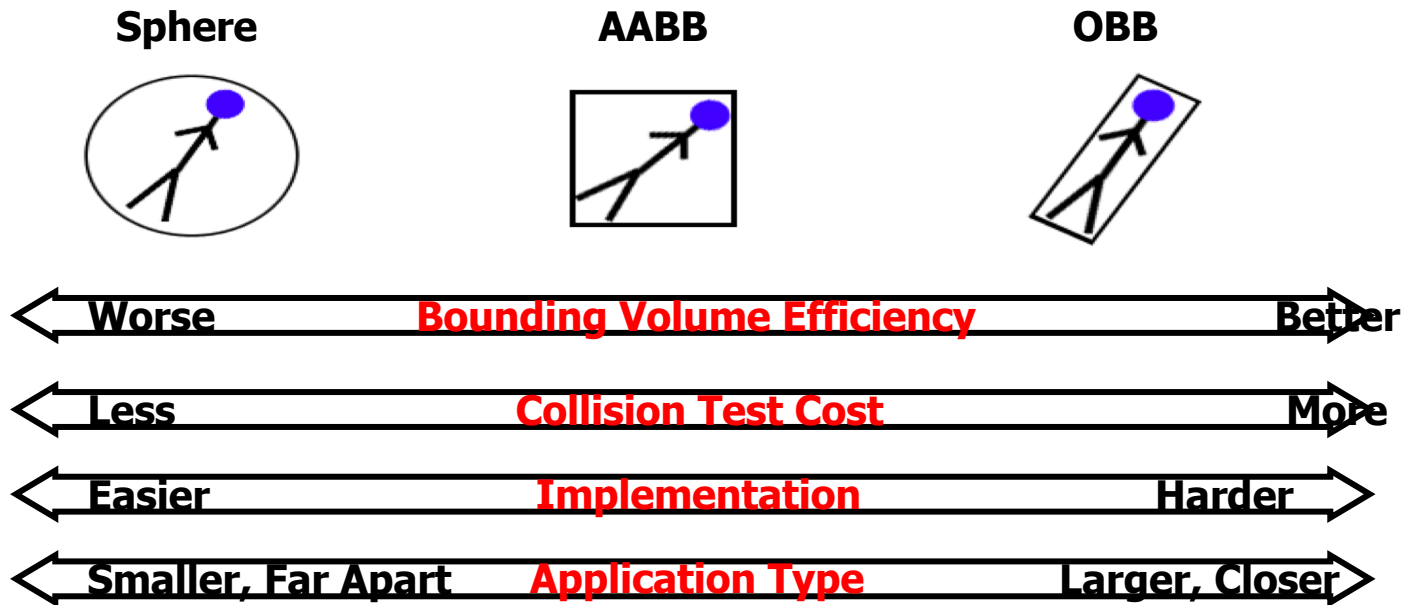 Sphere AABB OBB
Worse Bounding Volume Efficiency Better
Less Collision Test Cost More
Easier Implementation Harder
Smaller, Far Apart Application Type Larger, Closer